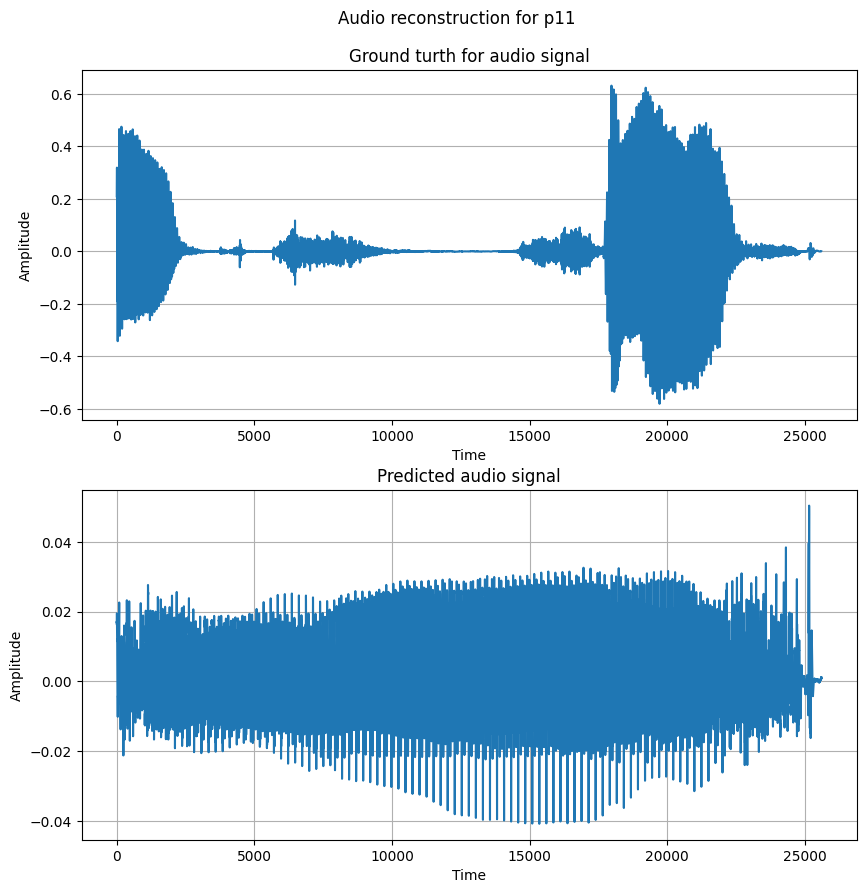 Audio reconstruction for p11
Ground turth for audio signal
0.6
0.4
0.2
0.0
−0.2
−0.4
−0.6
Amplitude
0 5000 10000 15000 20000 25000
Time
Predicted audio signal
0.04
0.02
0.00
−0.02
−0.04
Amplitude
0 5000 10000 15000 20000 25000
Time